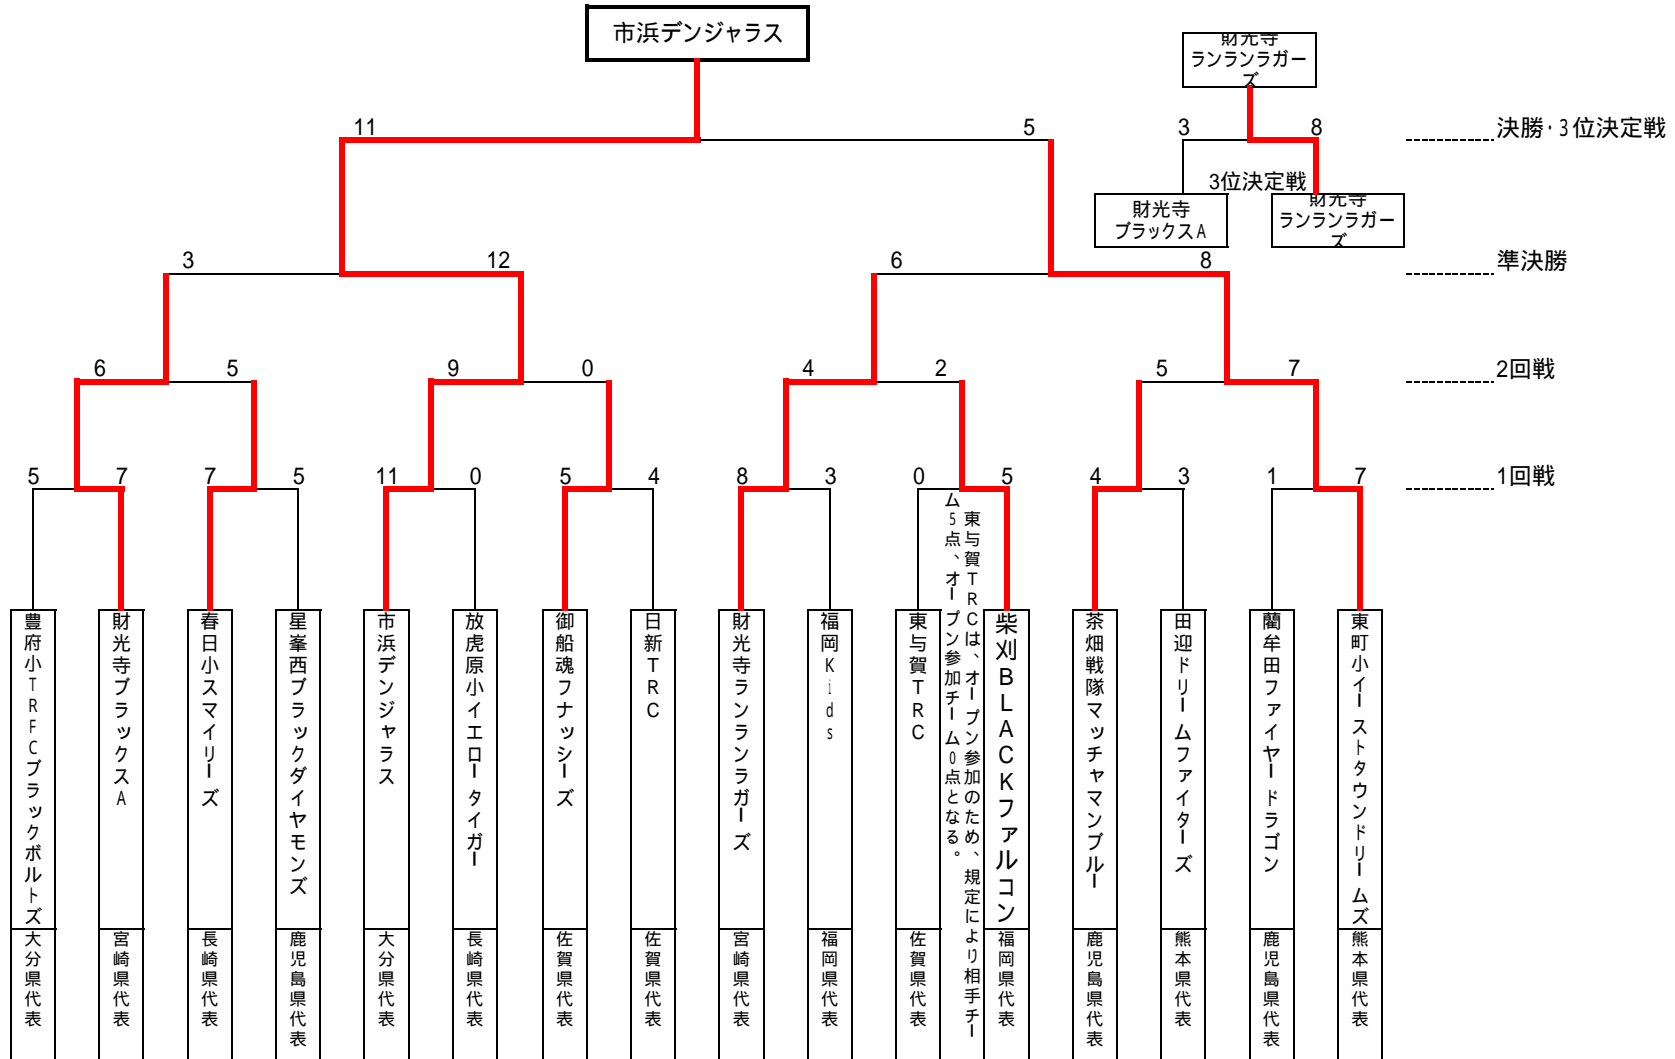 市浜デンジャラス
財光寺
ランランラガー
ズ
11
5
3
8
決勝・3位決定戦
3位決定戦
財光寺
ブラックスA
財光寺
ランランラガー
ズ
3
12
6
8
準決勝
6
5
9
0
4
2
5
7
2回戦
5
7
7
5
11
0
5
4
8
3
0
5
4
3
1
7
1回戦
東与賀TRCは、オープン参加のため、規定により相手チー
ム5点、オープン参加チーム0点となる。
豊府小TRFCブラックボルトズ
財光寺ブラックスA
春日小スマイリーズ
星峯西ブラックダイヤモンズ
市浜デンジャラス
放虎原小イエロータイガー
御船魂フナッシーズ
日新TRC
財光寺ランランラガーズ
福岡Kids
東与賀TRC
柴刈BLACKファルコン
茶畑戦隊マッチャマンブルー
田迎ドリームファイターズ
藺牟田ファイヤードラゴン
東町小イーストタウンドリームズ
大分県代表
宮崎県代表
長崎県代表
鹿児島県代表
大分県代表
長崎県代表
佐賀県代表
佐賀県代表
宮崎県代表
福岡県代表
佐賀県代表
福岡県代表
鹿児島県代表
熊本県代表
鹿児島県代表
熊本県代表